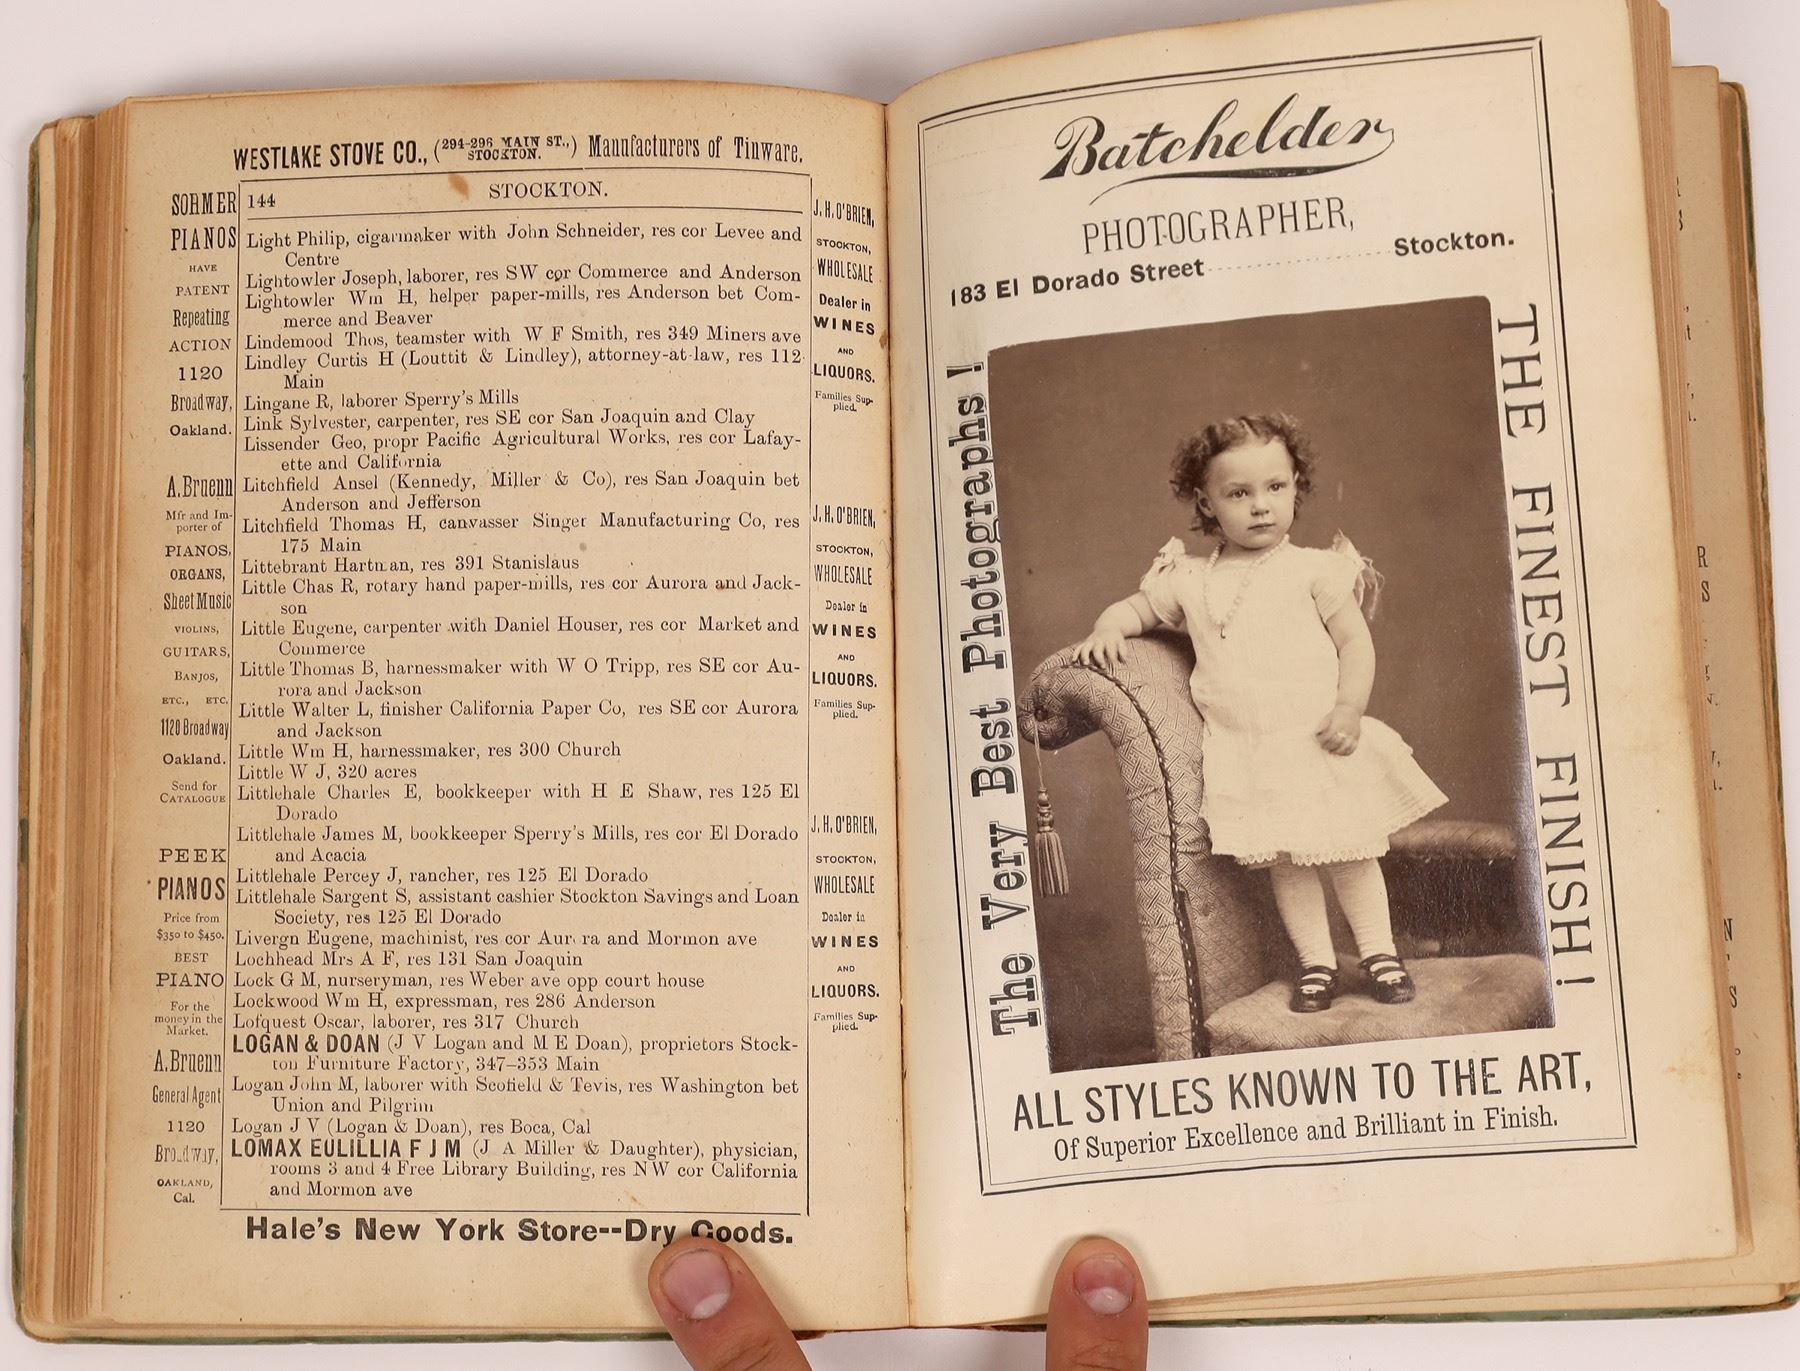 WESTLAKE STOVE CO., (294-296 MAIN ST., STOCKTON.) Manufacturers of Tinware.
144 STOCKTON.
SORMER
PIANOS
HAVE
PATENT
Repeating
ACTION
1120
Broadway,
Oakland.
A. Bruenn
Mfr and Im-
porter of
PIANOS,
ORGANS,
Sheet Music
VIOLINS,
GUITARS,
BANJOS,
ETC., ETC.
1120 Broadway
Oakland.
Send for
CATALOGUE
PEEK
PIANOS
Price from
$350 to $450.
BEST
PIANO
For the
money in the
Market.
A. Bruenn
General Agent
1120
Broadway,
OAKLAND,
Cal.
Light Philip, cigarmaker with John Schneider, res cor Levee and
Centre
Lightowler Joseph, laborer, res SW cor Commerce and Anderson
Lightowler Wm H, helper paper-mills, res Anderson bet Com-
merce and Beaver
Lindemood Thos, teamster with W F Smith, res 349 Miners ave
Lindley Curtis H (Louttit & Lindley), attorney-at-law, res 112
Main
Lingane R, laborer Sperry's Mills
Link Sylvester, carpenter, res SE cor San Joaquin and Clay
Lissender Geo, propr Pacific Agricultural Works, res cor Lafay-
ette and California
Litchfield Ansel (Kennedy, Miller & Co), res San Joaquin bet
Anderson and Jefferson
Litchfield Thomas H, canvasser Singer Manufacturing Co, res
175 Main
Littebrant Hartman, res 391 Stanislaus
Little Chas R, rotary hand paper-mills, res cor Aurora and Jack-
son
Little Eugene, carpenter with Daniel Houser, res cor Market and
Commerce
Little Thomas B, harnessmaker with W O Tripp, res SE cor Au-
rora and Jackson
Little Walter L, finisher California Paper Co, res SE cor Aurora
and Jackson
Little Wm H, harnessmaker, res 300 Church
Little W J, 320 acres
Littlehale Charles E, bookkeeper with H E Shaw, res 125 El
Dorado
Littlehale James M, bookkeeper Sperry's Mills, res cor El Dorado
and Acacia
Littlehale Percey J, rancher, res 125 El Dorado
Littlehale Sargent S, assistant cashier Stockton Savings and Loan
Society, res 125 El Dorado
Livergn Eugene, machinist, res cor Aurora and Mormon ave
Lochhead Mrs A F, res 131 San Joaquin
Lock G M, nurseryman, res Weber ave opp court house
Lockwood Wm H, expressman, res 286 Anderson
Lofquest Oscar, laborer, res 317 Church
LOGAN & DOAN (J V Logan and M E Doan), proprietors Stock-
ton Furniture Factory, 347–353 Main
Logan John M, laborer with Scofield & Tevis, res Washington bet
Union and Pilgrim
Logan J V (Logan & Doan), res Boca, Cal
LOMAX EULILLIA F J M (J A Miller & Daughter), physician,
rooms 3 and 4 Free Library Building, res NW cor California
and Mormon ave
J. H. O'BRIEN,
STOCKTON,
WHOLESALE
Dealer in
WINES
AND
LIQUORS.
Families Sup-
plied.
J. H. O'BRIEN,
STOCKTON,
WHOLESALE
Dealer in
WINES
AND
LIQUORS.
Families Sup-
plied.
J. H. O'BRIEN,
STOCKTON,
WHOLESALE
Dealer in
WINES
AND
LIQUORS.
Families Sup-
plied.
Hale's New York Store--Dry Goods.
Batchelder
PHOTOGRAPHER,
183 El Dorado Street Stockton.
The Very Best Photographs!
THE FINEST FINISH!
ALL STYLES KNOWN TO THE ART,
Of Superior Excellence and Brilliant in Finish.